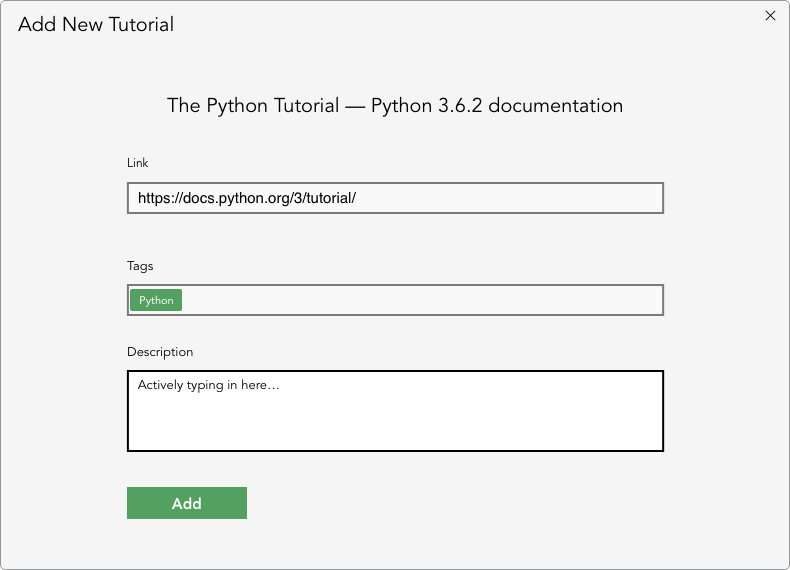 Add New Tutorial
The Python Tutorial — Python 3.6.2 documentation
Link
https://docs.python.org/3/tutorial/
Tags
Python
Description
Actively typing in here…
Add